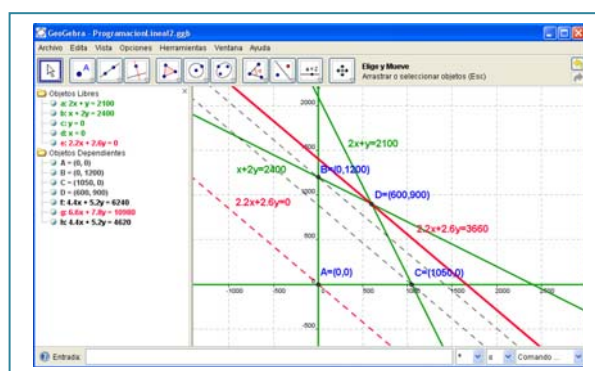 GeoGebra - ProgramacionLineal2.ggb
Archivo Edita Vista Opciones Herramientas Ventana Ayuda
Elige y Mueve
Arrastrar o seleccionar objetos (Esc)
Objetos Libres
a: 2x + y = 2100
b: x + 2y = 2400
c: y = 0
d: x = 0
e: 2.2x + 2.6y = 0
Objetos Dependientes
A = (0, 0)
B = (0, 1200)
C = (1050, 0)
D = (600, 900)
f: 4.4x + 5.2y = 6240
g: 6.6x + 7.8y = 10980
h: 4.4x + 5.2y = 4620
2000
2x+y=2100
x+2y=2400
B=(0,1200)
D=(600,900)
2.2x+2.6y=0
2.2x+2.6y=3660
500
A=(0,0)
C=(1050,0)
-1000 -500 0 500 1000 1500 2000 2500
-500
Entrada:
Comando ...